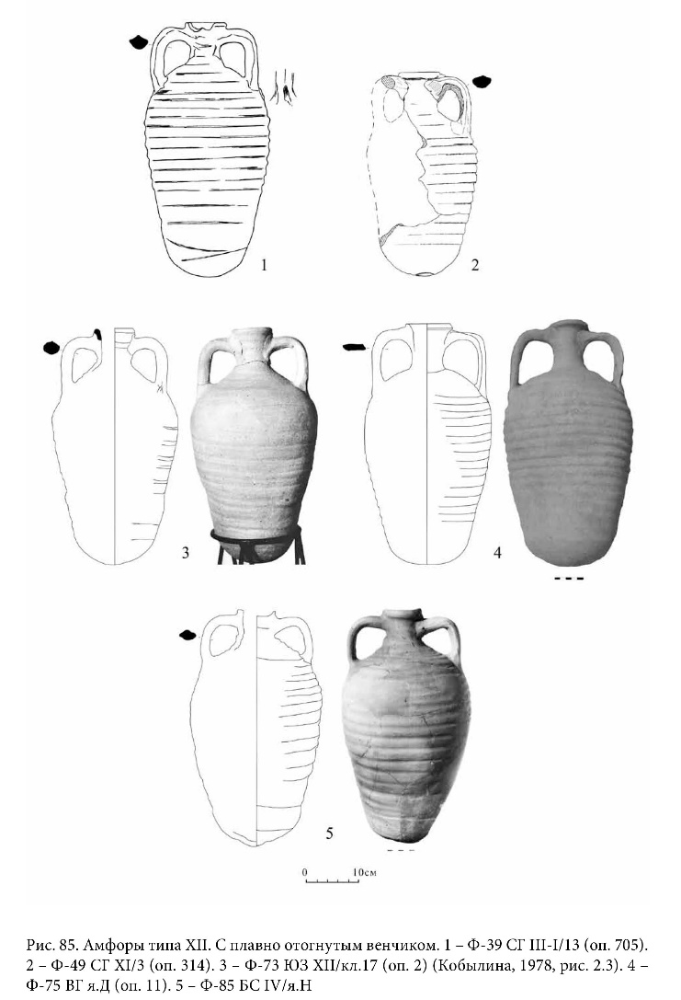 1
2
3
4
5
0 10см
Рис. 85. Амфоры типа XII. С плавно отогнутым венчиком. 1 – Ф-39 СГ III-I/13 (оп. 705).
2 – Ф-49 СГ XI/3 (оп. 314). 3 – Ф-73 ЮЗ XII/кл.17 (оп. 2) (Кобылина, 1978, рис. 2.3). 4 –
Ф-75 ВГ я.Д (оп. 11). 5 – Ф-85 БС IV/я.Н